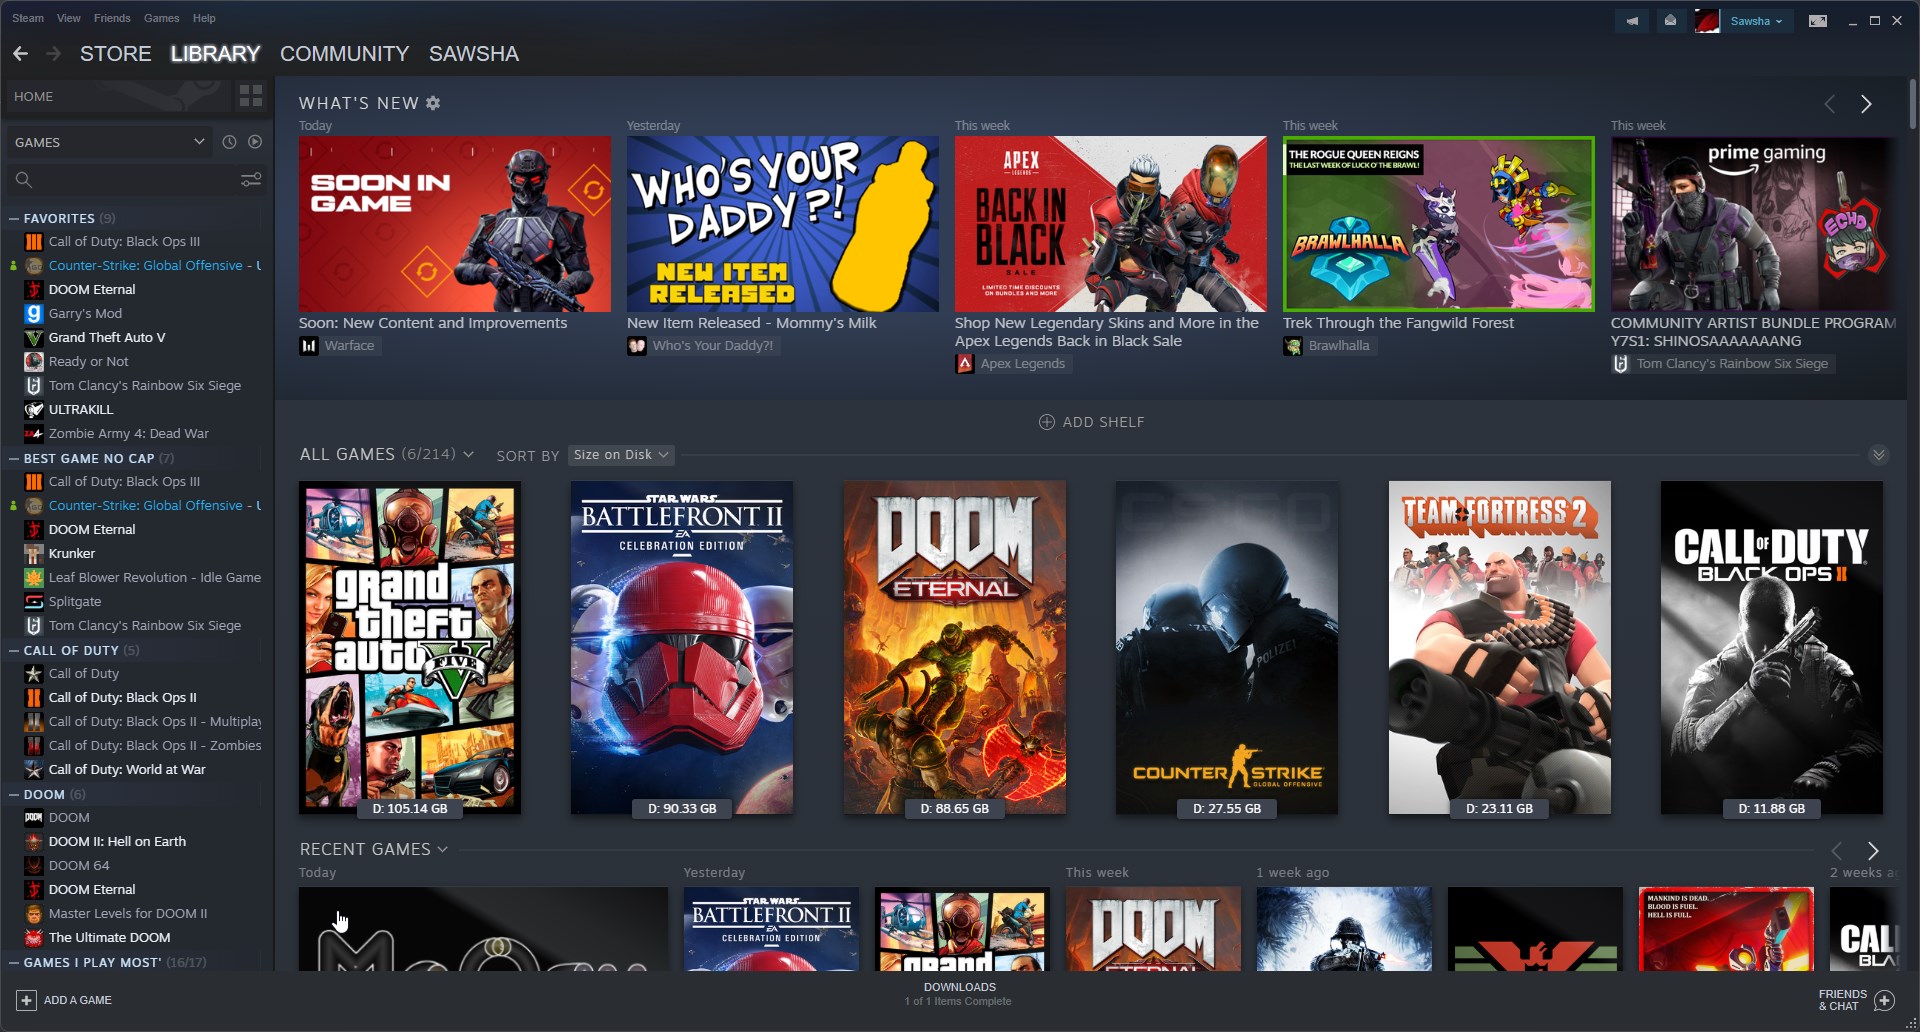 Steam View Friends Games Help
Sawsha
STORE LIBRARY COMMUNITY SAWSHA
HOME
GAMES
FAVORITES (9)
Call of Duty: Black Ops III
Counter-Strike: Global Offensive - U
DOOM Eternal
Garry's Mod
Grand Theft Auto V
Ready or Not
Tom Clancy's Rainbow Six Siege
ULTRAKILL
Zombie Army 4: Dead War
BEST GAME NO CAP (7)
Call of Duty: Black Ops III
Counter-Strike: Global Offensive - U
DOOM Eternal
Krunker
Leaf Blower Revolution - Idle Game
Splitgate
Tom Clancy's Rainbow Six Siege
CALL OF DUTY (5)
Call of Duty
Call of Duty: Black Ops II
Call of Duty: Black Ops II - Multiplay
Call of Duty: Black Ops II - Zombies
Call of Duty: World at War
DOOM (6)
DOOM
DOOM II: Hell on Earth
DOOM 64
DOOM Eternal
Master Levels for DOOM II
The Ultimate DOOM
GAMES I PLAY MOST' (16/17)
ADD A GAME
WHAT'S NEW
Today
SOON IN
GAME
Soon: New Content and Improvements
Warface
Yesterday
WHO'S YOUR
DADDY?!
NEW ITEM
RELEASED
New Item Released - Mommy's Milk
Who's Your Daddy?!
This week
APEX
LEGENDS
BACK IN
BLACK
SALE
LIMITED TIME DISCOUNTS
ON BUNDLES AND MORE
Shop New Legendary Skins and More in the
Apex Legends Back in Black Sale
Apex Legends
This week
THE ROGUE QUEEN REIGNS
THE LAST WEEK OF LUCK O' THE BRAWL!
BRAWLHALLA
Trek Through the Fangwild Forest
Brawlhalla
This week
prime gaming
ECHO
COMMUNITY ARTIST BUNDLE PROGRAM
Y7S1: SHINOSAAAAAAANG
Tom Clancy's Rainbow Six Siege
ADD SHELF
ALL GAMES (6/214) SORT BY Size on Disk
grand
theft
auto
FIVE
D: 105.14 GB
STAR WARS
BATTLEFRONT II
EA
CELEBRATION EDITION
D: 90.33 GB
DOOM
ETERNAL
D: 88.65 GB
CSGO
POLIZEI
COUNTER STRIKE
GLOBAL OFFENSIVE
D: 27.55 GB
TEAM FORTRESS 2
D: 23.11 GB
CALL OF DUTY
BLACK OPS II
D: 11.88 GB
RECENT GAMES
Today
Yesterday
STAR WARS
BATTLEFRONT II
EA
CELEBRATION EDITION
grand
This week
DOOM
ETERNAL
1 week ago
MANKIND IS DEAD.
BLOOD IS FUEL.
HELL IS FULL.
2 weeks ag
CAL
BLA
DOWNLOADS
1 of 1 Items Complete
FRIENDS
& CHAT